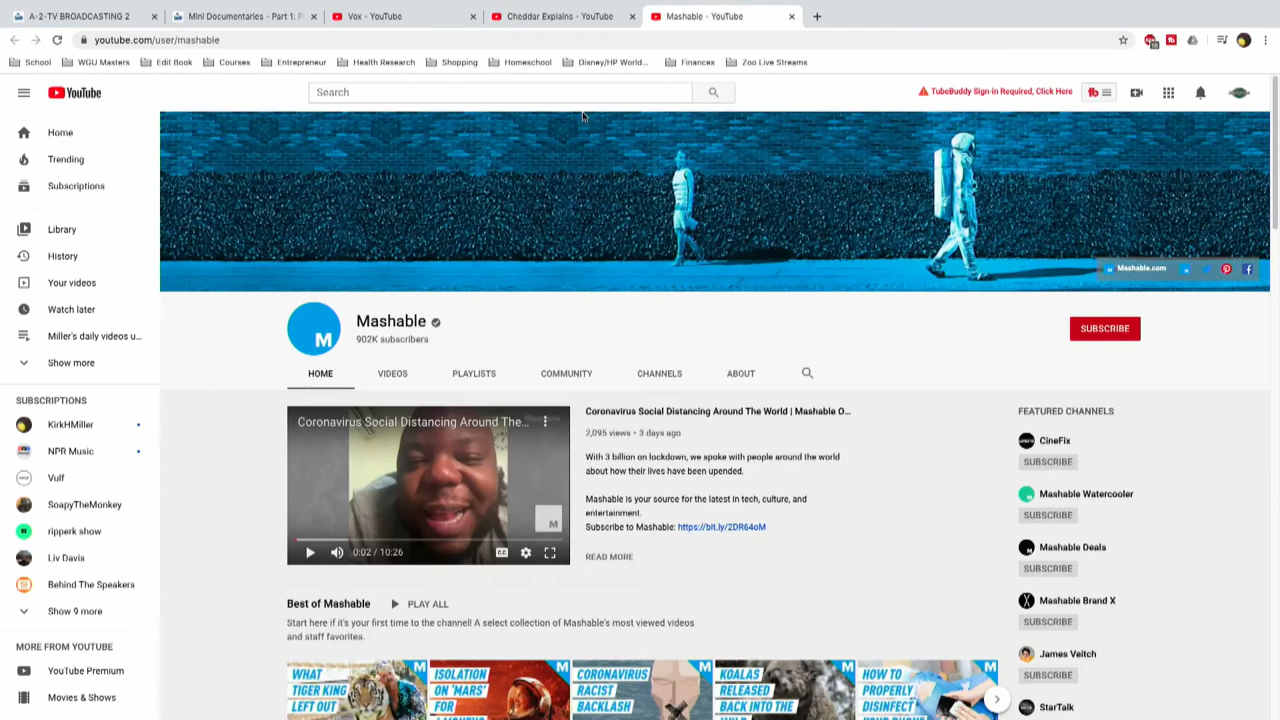 A-2-TV BROADCASTING 2
Mini Documentaries - Part 1: P
Vox - YouTube
Cheddar Explains - YouTube
Mashable - YouTube
youtube.com/user/mashable
School
WGU Masters
Edit Book
Courses
Entrepreneur
Health Research
Shopping
Homeschool
Disney/HP World...
Finances
Zoo Live Streams
YouTube
Search
TubeBuddy Sign-in Required, Click Here
tb
Home
Trending
Subscriptions
Library
History
Your videos
Watch later
Miller's daily videos u...
Show more
SUBSCRIPTIONS
KirkHMiller
NPR Music
Vulf
SoapyTheMonkey
ripperk show
Liv Davis
Behind The Speakers
Show 9 more
MORE FROM YOUTUBE
YouTube Premium
Movies & Shows
Mashable.com
M
Mashable
902K subscribers
SUBSCRIBE
HOME
VIDEOS
PLAYLISTS
COMMUNITY
CHANNELS
ABOUT
Coronavirus Social Distancing Around The...
M
0:02 / 10:26
Coronavirus Social Distancing Around The World | Mashable O...
2,095 views • 3 days ago
With 3 billion on lockdown, we spoke with people around the world
about how their lives have been upended.
Mashable is your source for the latest in tech, culture, and
entertainment.
Subscribe to Mashable: https://bit.ly/2DR64oM
READ MORE
Best of Mashable
PLAY ALL
Start here if it's your first time to the channel! A select collection of Mashable's most viewed videos
and staff favorites.
WHAT
TIGER KING
LEFT OUT
M
ISOLATION
ON 'MARS'
FOR
M
CORONAVIRUS
RACIST
BACKLASH
M
KOALAS
RELEASED
BACK INTO THE
M
HOW TO
PROPERLY
DISINFECT
M
FEATURED CHANNELS
CineFix
SUBSCRIBE
Mashable Watercooler
SUBSCRIBE
Mashable Deals
SUBSCRIBE
Mashable Brand X
SUBSCRIBE
James Veitch
SUBSCRIBE
StarTalk